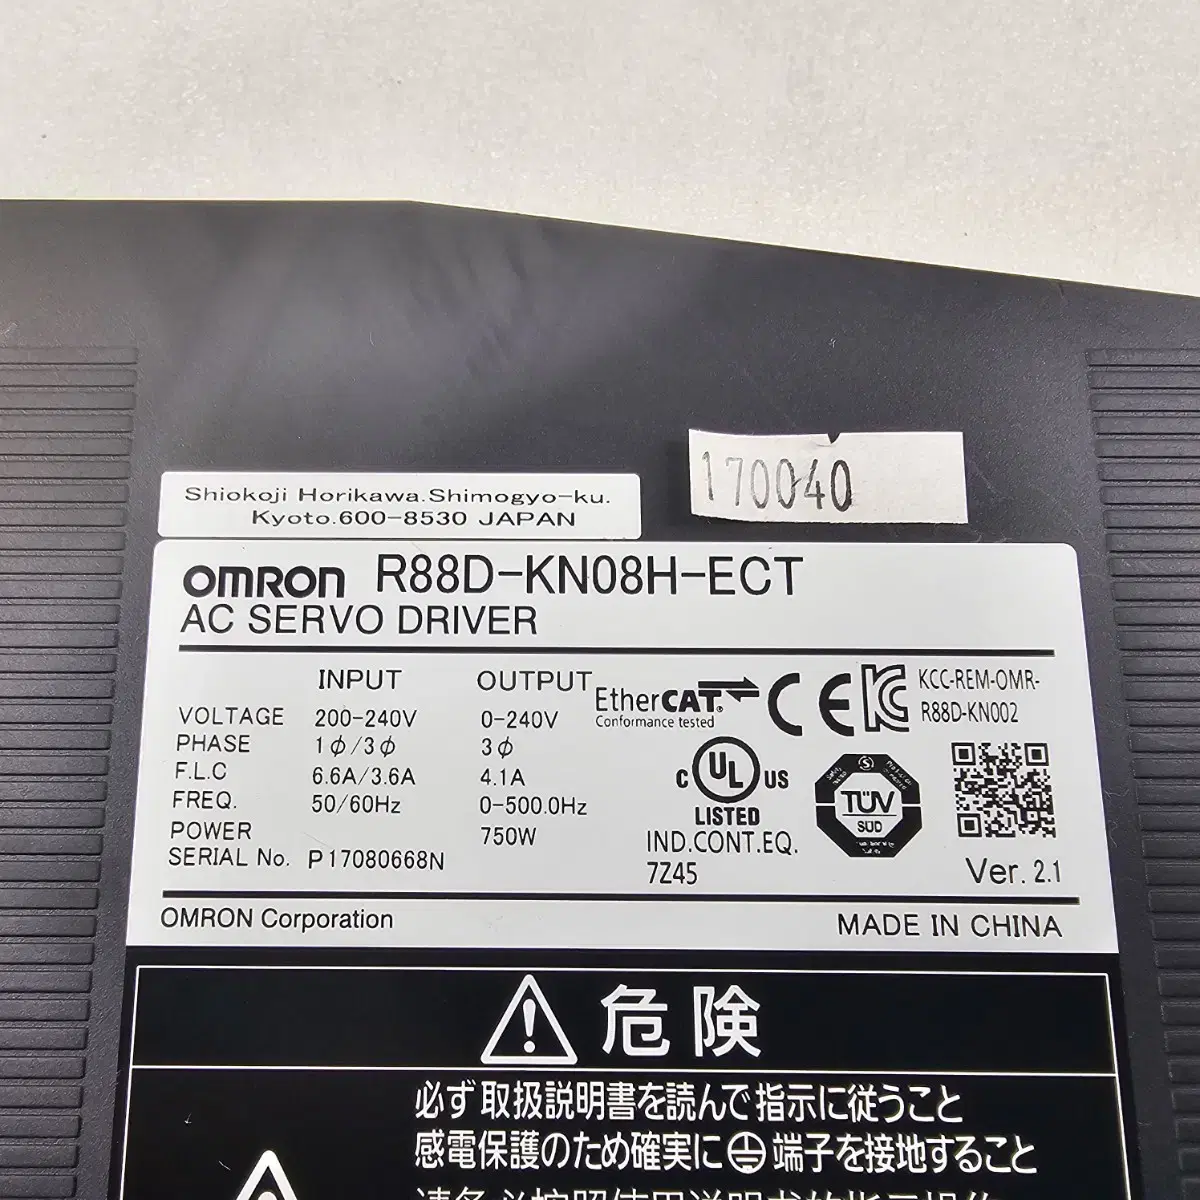 170040
Shiokoji Horikawa.Shimogyo-ku.
Kyoto.600-8530 JAPAN
OMRON R88D-KN08H-ECT
AC SERVO DRIVER
INPUT OUTPUT
VOLTAGE 200-240V 0-240V
PHASE 1ϕ/3ϕ 3ϕ
F.L.C 6.6A/3.6A 4.1A
FREQ. 50/60Hz 0-500.0Hz
POWER 750W
SERIAL No. P17080668N
EtherCAT®
Conformance tested
CE
KCC-REM-OMR-
R88D-KN002
C UL US
LISTED
IND.CONT.EQ.
7Z45
TÜV
SÜD
Ver. 2.1
OMRON Corporation MADE IN CHINA
危険
必ず取扱説明書を読んで指示に従うこと
感電保護のため確実に端子を接地すること